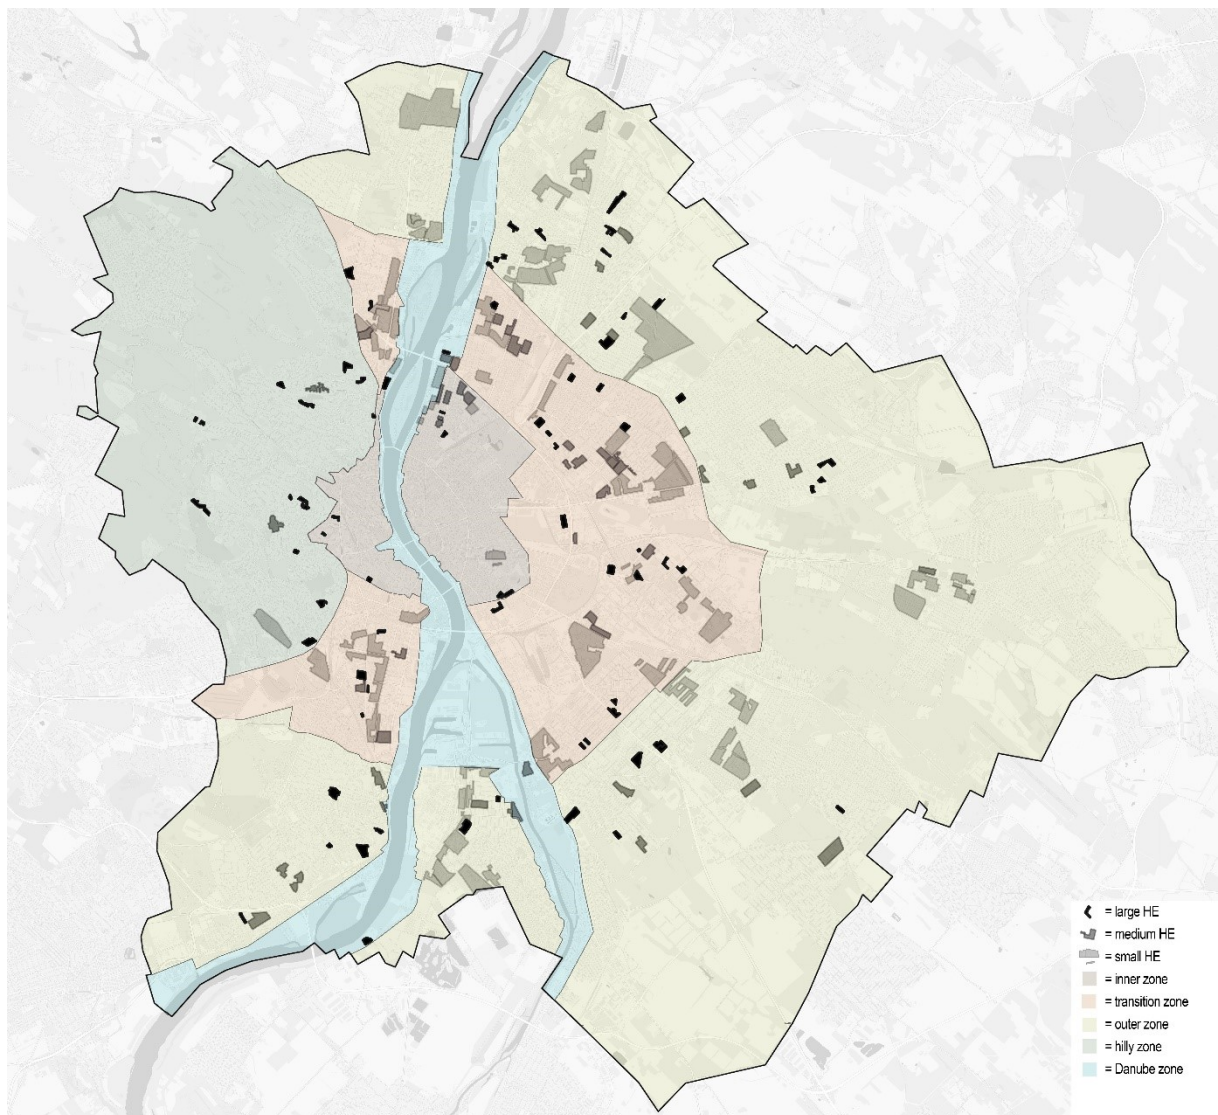 = large HE
= medium HE
= small HE
= inner zone
= transition zone
= outer zone
= hilly zone
= Danube zone